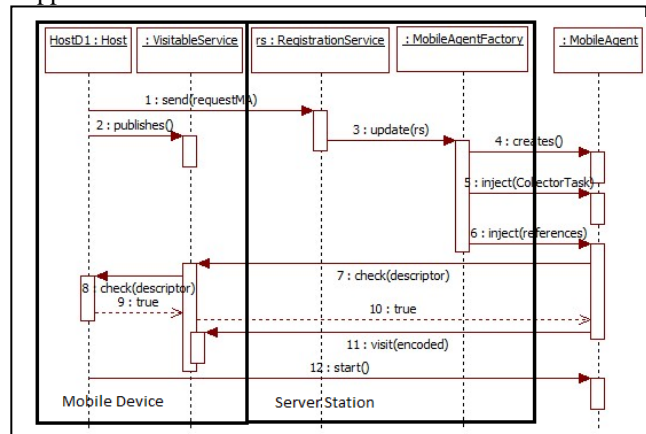 HostD1 : Host
: VisitableService
rs : RegistrationService
: MobileAgentFactory
: MobileAgent
1 : send(requestMA)
2 : publishes()
3 : update(rs)
4 : creates()
5 : inject(CollectorTask)
6 : inject(references)
7 : check(descriptor)
8 : check(descriptor)
9 : true
10 : true
11 : visit(encoded)
12 : start()
Mobile Device
Server Station